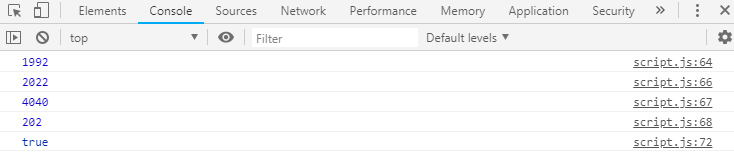 Elements Console Sources Network Performance Memory Application Security »
top ▼ Filter Default levels ▼
1992 script.js:64
2022 script.js:66
4040 script.js:67
202 script.js:68
true script.js:72